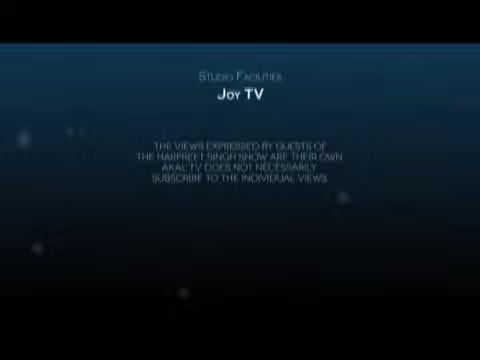 STUDIO FACILITIES
JOY TV
THE VIEWS EXPRESSED BY GUESTS OF
THE HARPREET SINGH SHOW ARE THEIR OWN
AKAL TV DOES NOT NECESSARILY
SUBSCRIBE TO THE INDIVIDUAL VIEWS